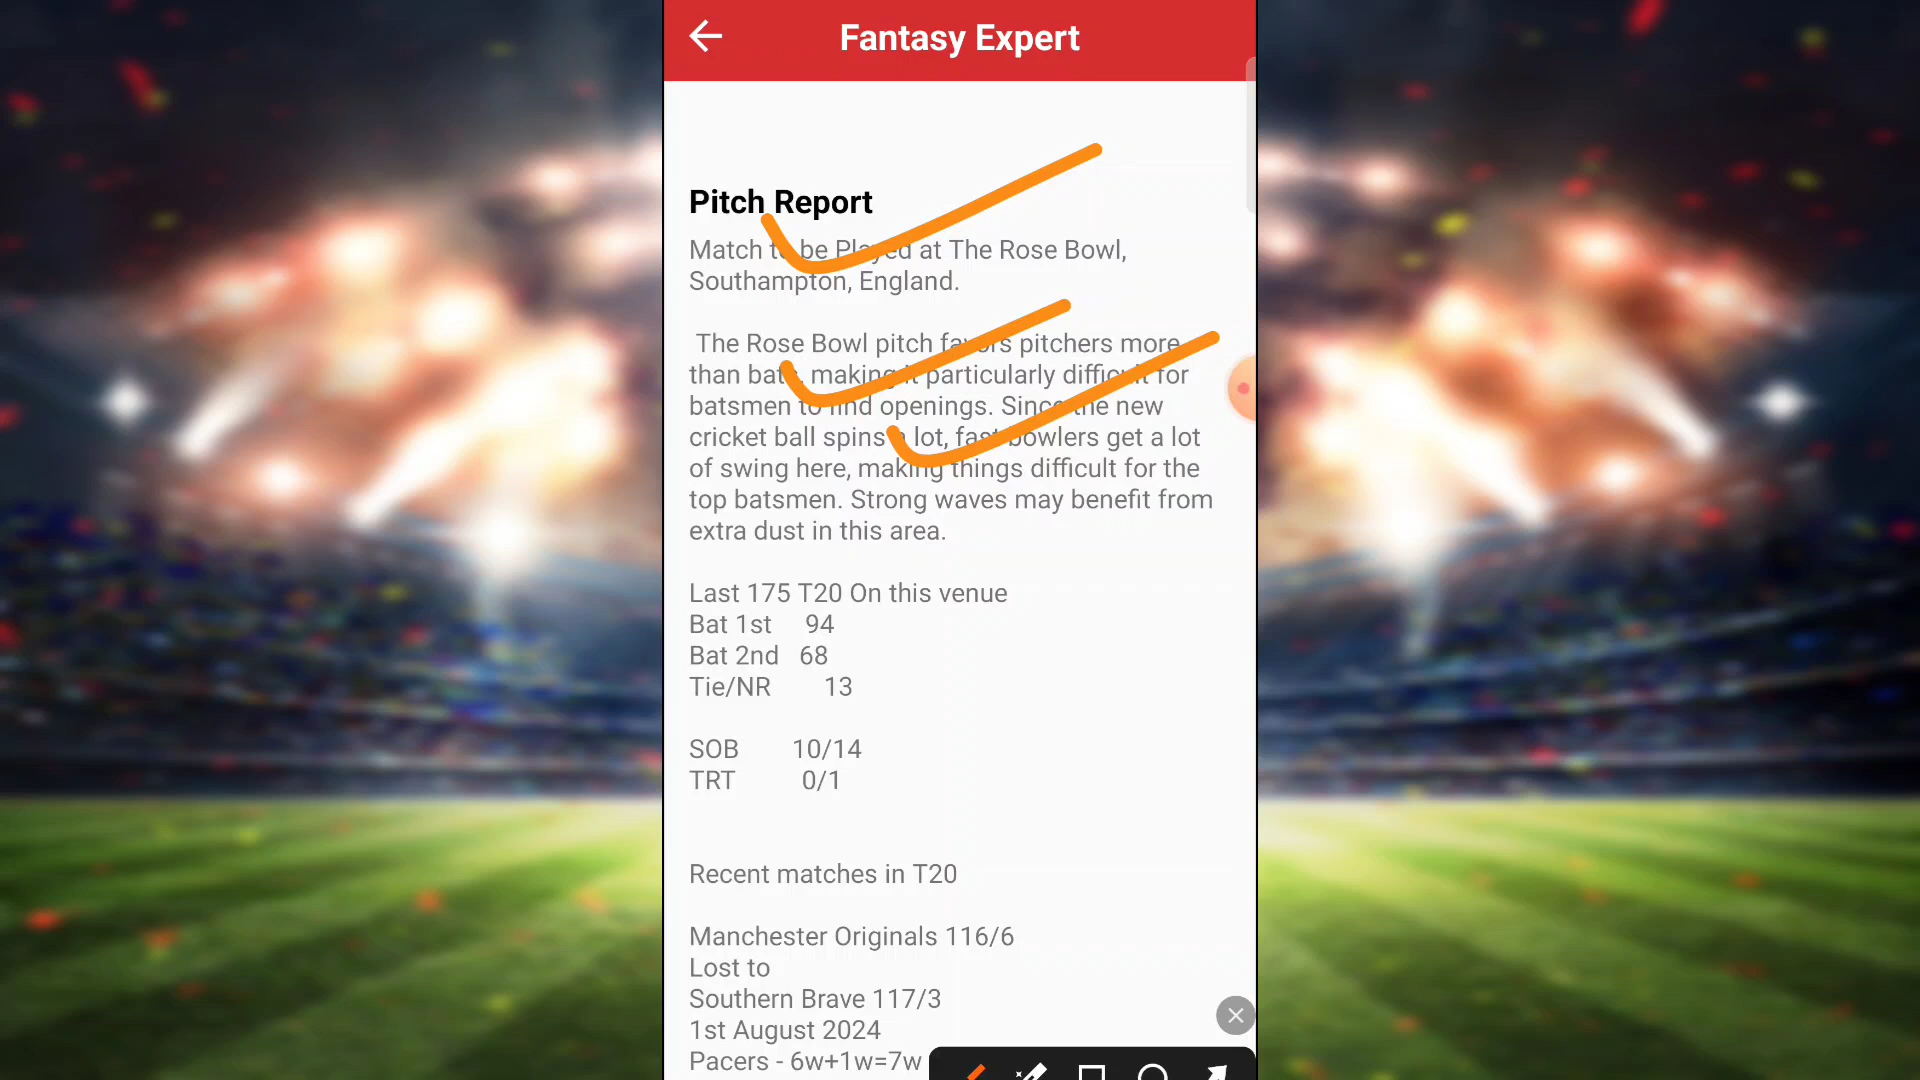 Fantasy Expert
Pitch Report
Match to be Played at The Rose Bowl,
Southampton, England.
The Rose Bowl pitch favors pitchers more
than bats, making it particularly difficult for
batsmen to find openings. Since the new
cricket ball spins a lot, fast bowlers get a lot
of swing here, making things difficult for the
top batsmen. Strong waves may benefit from
extra dust in this area.
Last 175 T20 On this venue
Bat 1st 94
Bat 2nd 68
Tie/NR 13
SOB 10/14
TRT 0/1
Recent matches in T20
Manchester Originals 116/6
Lost to
Southern Brave 117/3
1st August 2024
Pacers - 6w+1w=7w